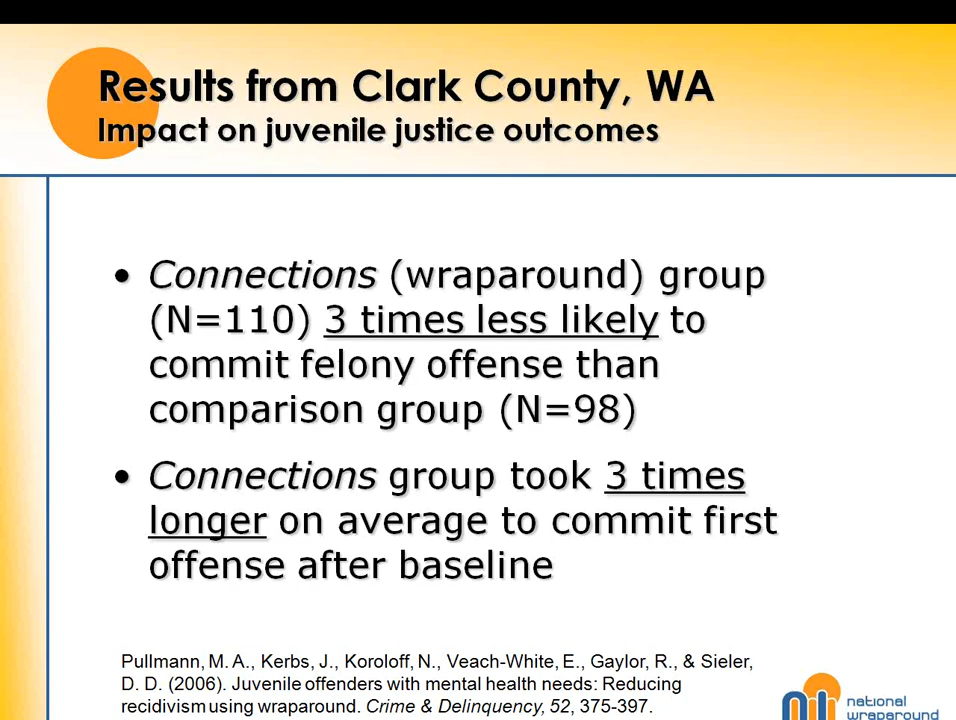 Results from Clark County, WA
Impact on juvenile justice outcomes
• Connections (wraparound) group
(N=110) 3 times less likely to
commit felony offense than
comparison group (N=98)
• Connections group took 3 times
longer on average to commit first
offense after baseline
Pullmann, M. A., Kerbs, J., Koroloff, N., Veach-White, E., Gaylor, R., & Sieler,
D. D. (2006). Juvenile offenders with mental health needs: Reducing
recidivism using wraparound. Crime & Delinquency, 52, 375-397.
national
wraparound